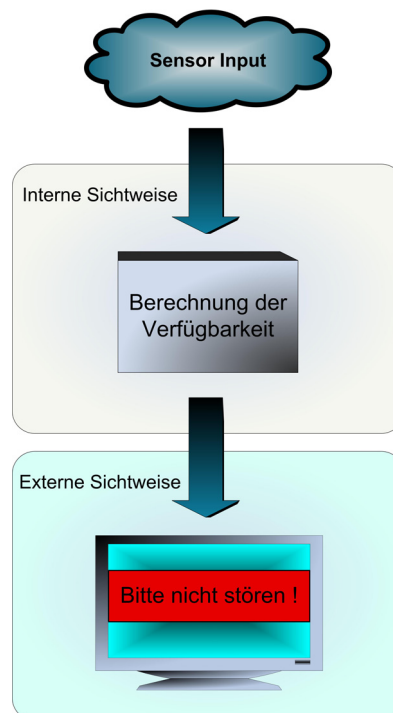 Sensor Input
Interne Sichtweise
Berechnung der
Verfügbarkeit
Externe Sichtweise
Bitte nicht stören !